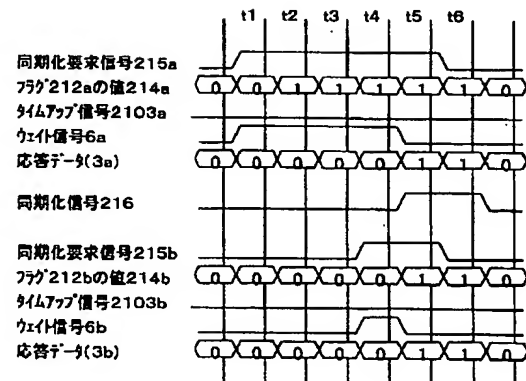 t1 t2 t3 t4 t5 t6
同期化要求信号215a
フラグ212aの値214a 0 0 1 1 1 1 1 0
タイムアップ信号2103a
ウェイト信号6a
応答データ(3a) 0 0 0 0 0 1 1 0
同期化信号216
同期化要求信号215b
フラグ212bの値214b 0 0 0 0 0 1 1 0
タイムアップ信号2103b
ウェイト信号6b
応答データ(3b) 0 0 0 0 0 1 1 0